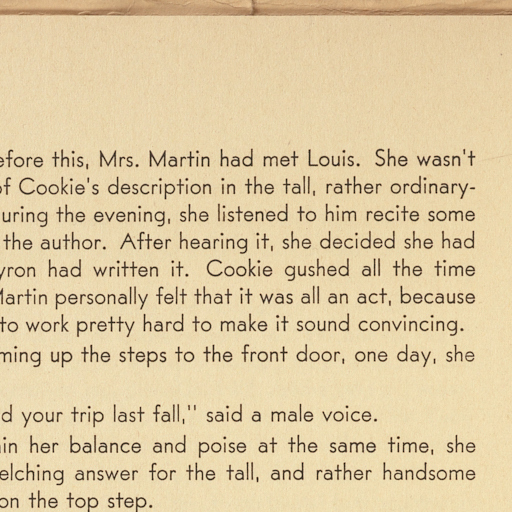 efore this, Mrs. Martin had met Louis. She wasn't
of Cookie's description in the tall, rather ordinary-
uring the evening, she listened to him recite some
the author. After hearing it, she decided she had
yron had written it. Cookie gushed all the time
Martin personally felt that it was all an act, because
to work pretty hard to make it sound convincing.
ming up the steps to the front door, one day, she
d your trip last fall,'' said a male voice.
in her balance and poise at the same time, she
elching answer for the tall, and rather handsome
on the top step.